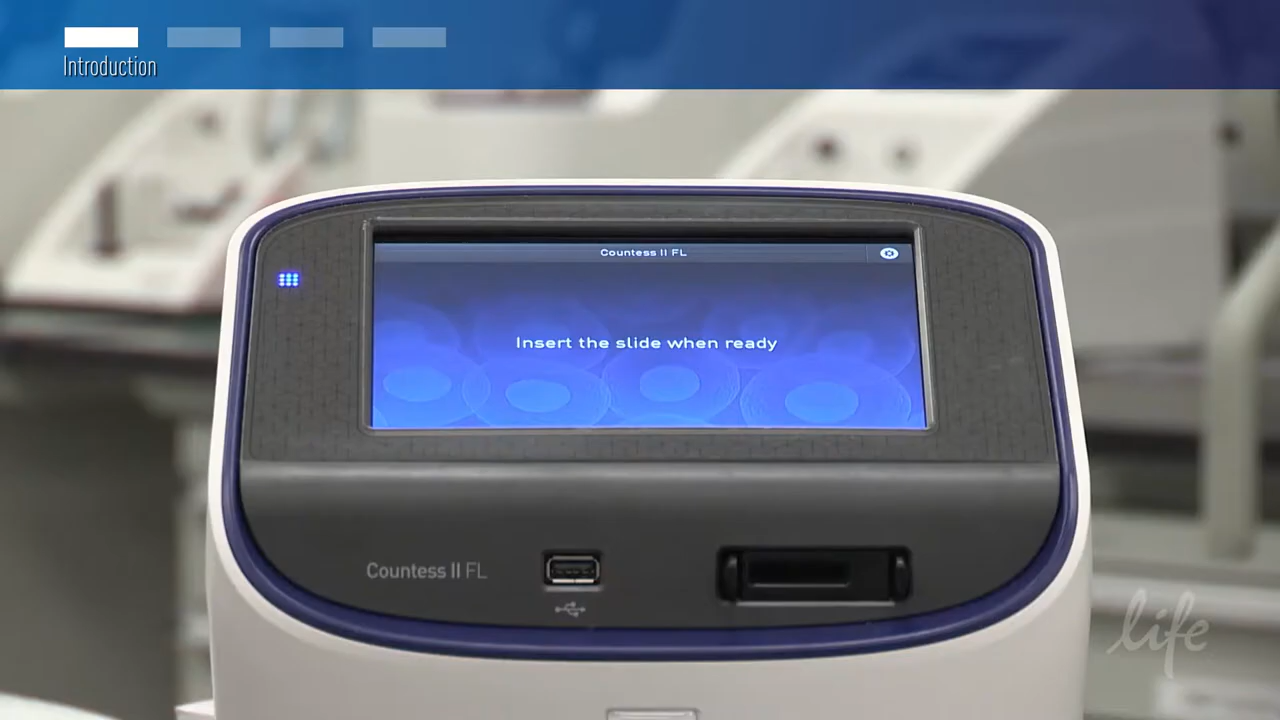 Introduction
Countess II FL
Insert the slide when ready
Countess II FL
life